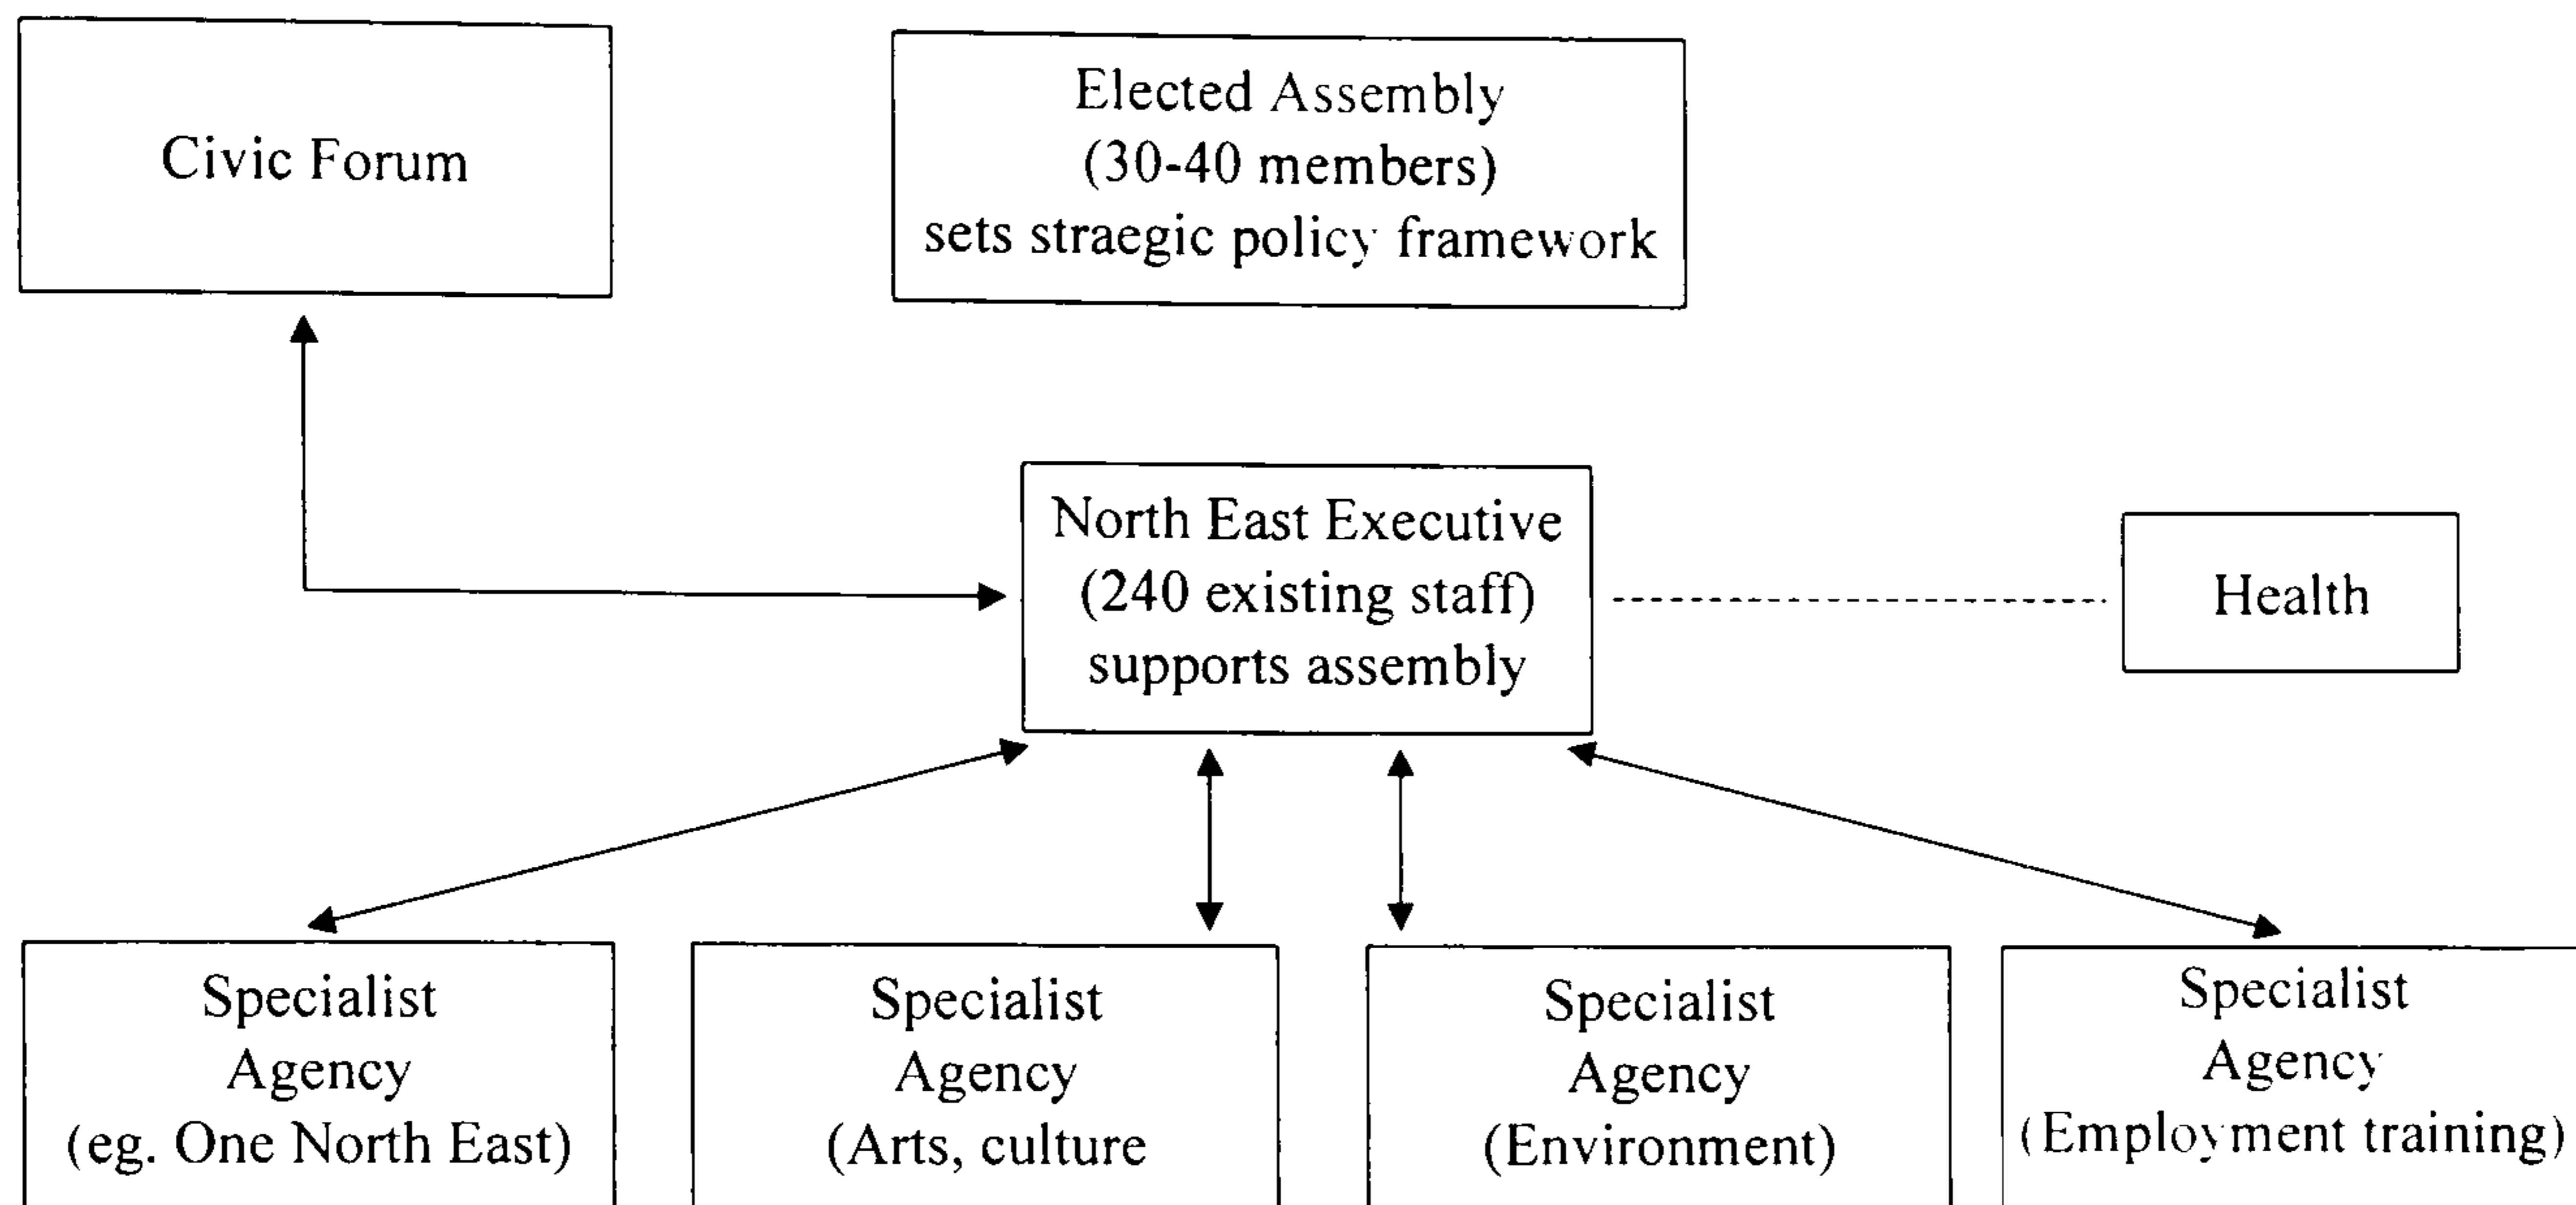 Civic Forum
Elected Assembly
(30-40 members)
sets straegic policy framework
North East Executive
(240 existing staff)
supports assembly
Health
Specialist
Agency
(eg. One North East)
Specialist
Agency
(Arts, culture
Specialist
Agency
(Environment)
Specialist
Agency
(Employment training)